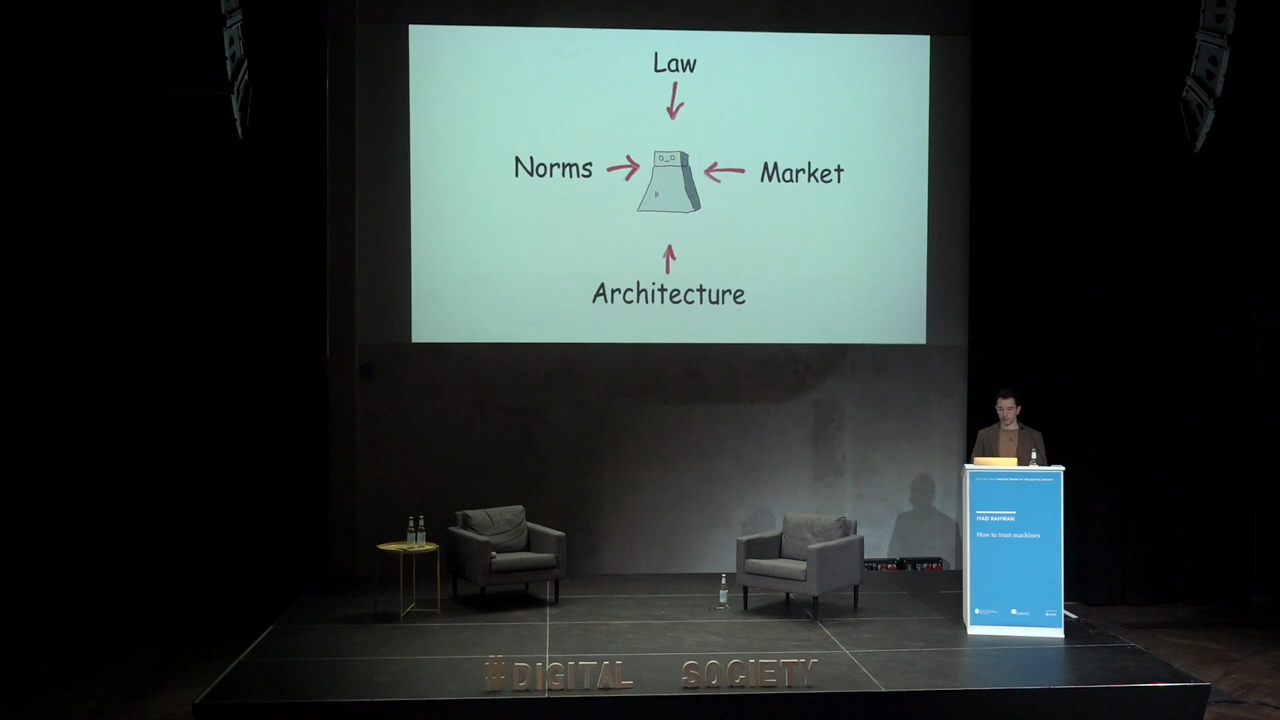 Law
Norms
Market
Architecture
IYAD RAHWAN
How to trust machines
#DIGITAL SOCIETY